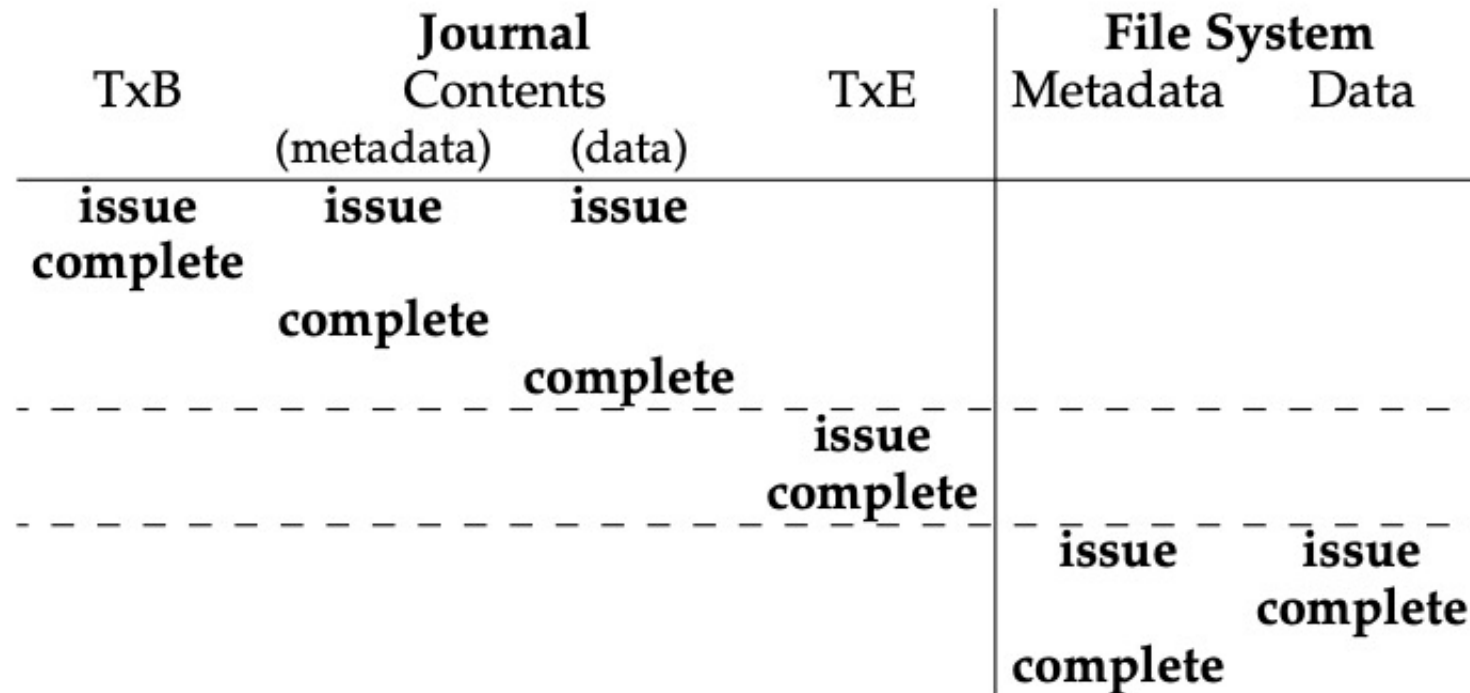 Journal File System
TxB Contents TxE Metadata Data
(metadata) (data)
issue issue issue
complete
complete
complete
issue
complete
issue issue
complete
complete